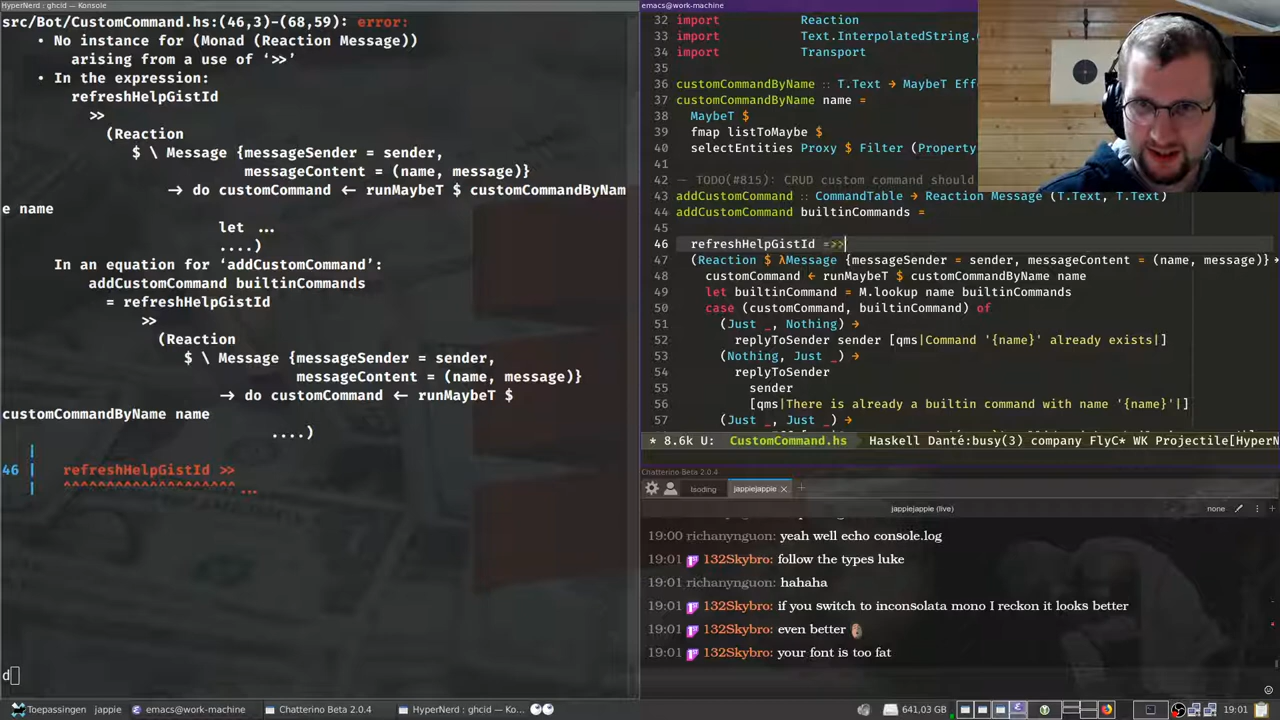 HyperNerd : ghcid — Konsole
src/Bot/CustomCommand.hs:(46,3)-(68,59): error:
• No instance for (Monad (Reaction Message))
arising from a use of ‘>>’
• In the expression:
refreshHelpGistId
>>
(Reaction
$ \ Message {messageSender = sender,
messageContent = (name, message)}
→ do customCommand ← runMaybeT $ customCommandByNam
e name
let …
....)
In an equation for ‘addCustomCommand’:
addCustomCommand builtinCommands
= refreshHelpGistId
>>
(Reaction
$ \ Message {messageSender = sender,
messageContent = (name, message)}
→ do customCommand ← runMaybeT $
customCommandByName name
....)
|
46 | refreshHelpGistId >>
| ^^^^^^^^^^^^^^^^^^^^...
d
emacs@work-machine
32 import Reaction
33 import Text.InterpolatedString.
34 import Transport
35
36 customCommandByName :: T.Text → MaybeT Eff
37 customCommandByName name =
38 MaybeT $
39 fmap listToMaybe $
40 selectEntities Proxy $ Filter (Property
41
42 — TODO(#815): CRUD custom command should
43 addCustomCommand :: CommandTable → Reaction Message (T.Text, T.Text)
44 addCustomCommand builtinCommands =
46 refreshHelpGistId =>>
47 (Reaction $ λMessage {messageSender = sender, messageContent = (name, message)} →
48 customCommand ← runMaybeT $ customCommandByName name
49 let builtinCommand = M.lookup name builtinCommands
50 case (customCommand, builtinCommand) of
51 (Just _, Nothing) →
52 replyToSender sender [qms|Command '{name}' already exists|]
53 (Nothing, Just _) →
54 replyToSender
55 sender
56 [qms|There is already a builtin command with name '{name}'|]
57 (Just _, Just _) →
* 8.6k U: CustomCommand.hs Haskell Danté:busy(3) company FlyC* WK Projectile[HyperN
Chatterino Beta 2.0.4
tsoding jappiejappie
jappiejappie (live) none
19:00 richanynguon: yeah well echo console.log
19:01 132Skybro: follow the types luke
19:01 richanynguon: hahaha
19:01 132Skybro: if you switch to inconsolata mono I reckon it looks better
19:01 132Skybro: even better
19:01 132Skybro: your font is too fat
Toepassingen jappie emacs@work-machine Chatterino Beta 2.0.4 HyperNerd : ghcid — Ko... 641,03 GB 19:01